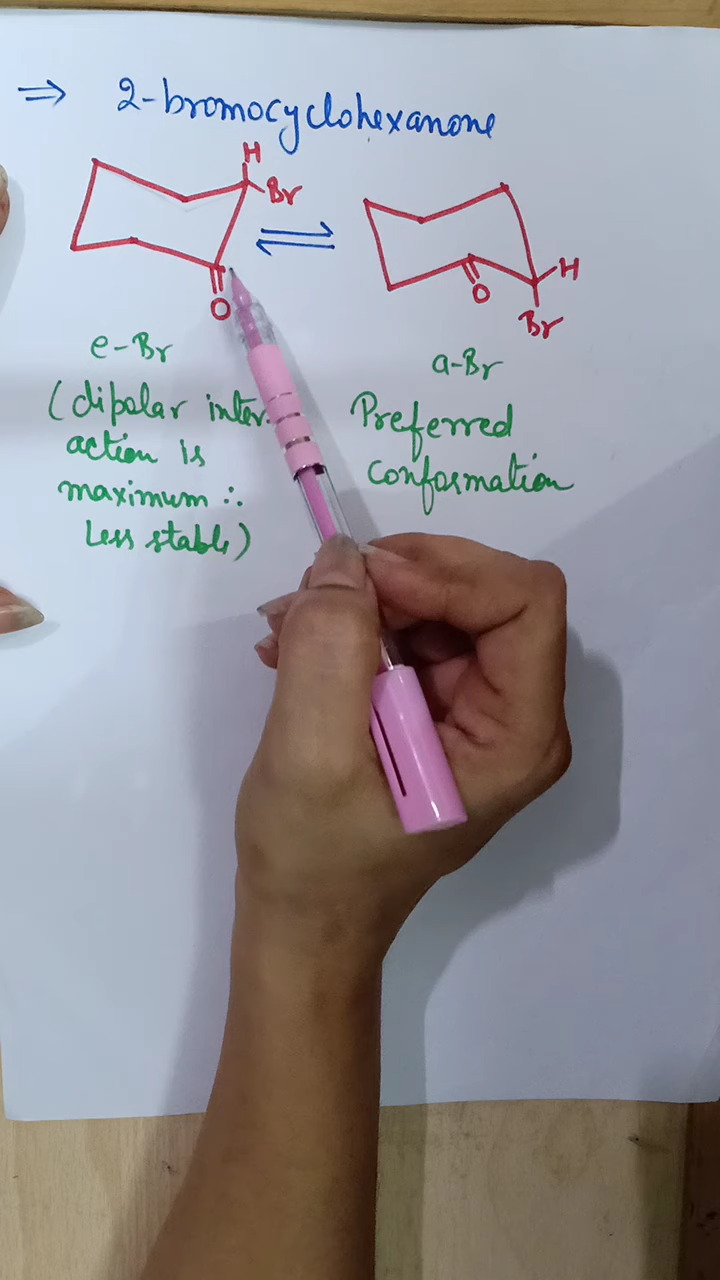 ⇒ 2-bromocyclohexanone
H
Br
O
H
O
Br
e-Br
(dipolar inter-
action is
maximum ∴
Less stable)
a-Br
Preferred
conformation